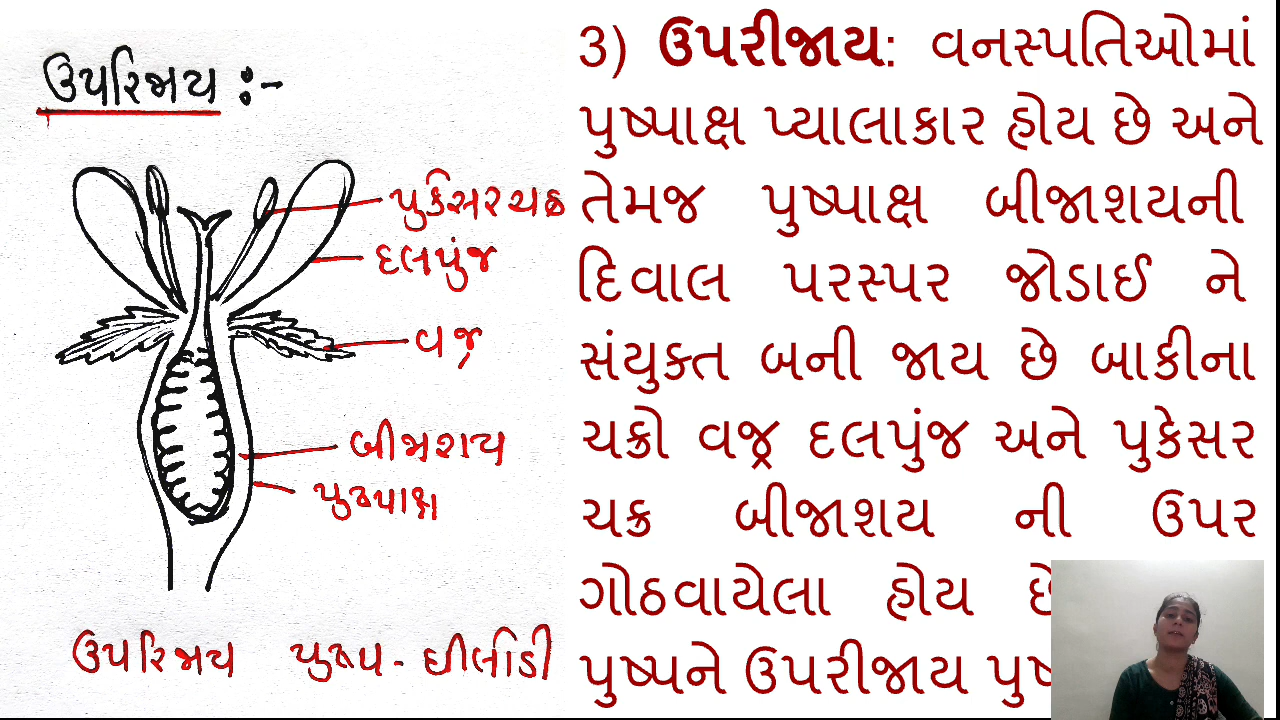 ઉપરિજાય :-
પુંકેસરચક્ર
દલપુંજ
વજ્ર
બીજાશય
પુષ્પાક્ષ
ઉપરિજાય પુષ્પ - ઘીલોડી
3) ઉપરીજાય: વનસ્પતિઓમાં
પુષ્પાક્ષ પ્યાલાકાર હોય છે અને
તેમજ પુષ્પાક્ષ બીજાશયની
દિવાલ પરસ્પર જોડાઈ ને
સંયુક્ત બની જાય છે બાકીના
ચક્રો વજ્ર દલપુંજ અને પુકેસર
ચક્ર બીજાશય ની ઉપર
ગોઠવાયેલા હોય છે
પુષ્પને ઉપરીજાય